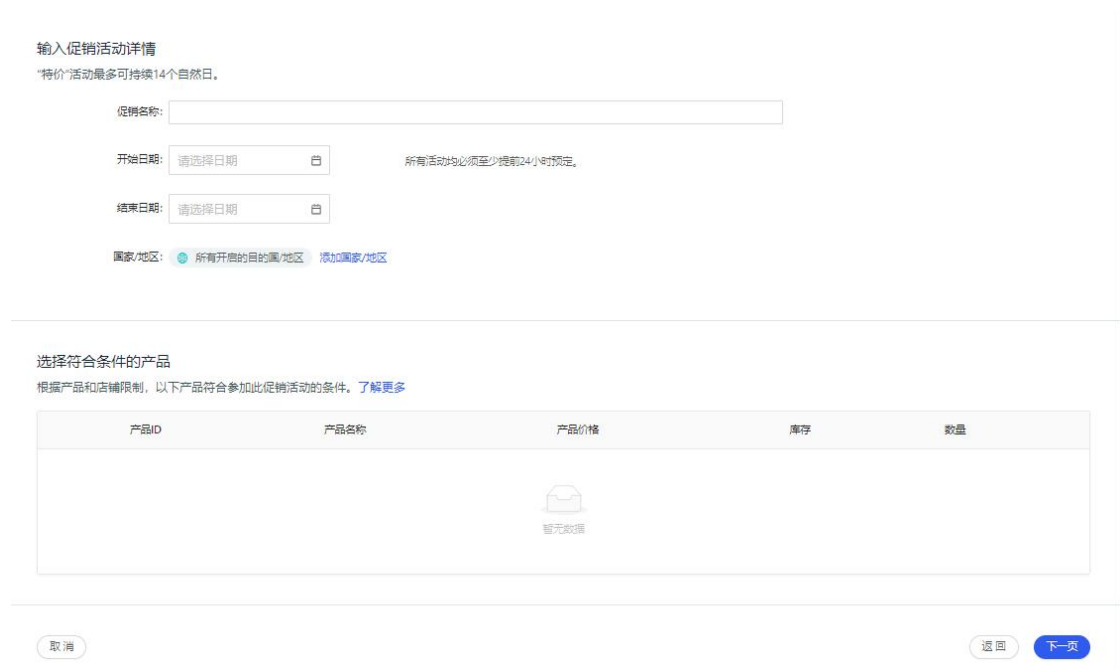 输入促销活动详情
“特价”活动最多可持续14个自然日。
促销名称:
开始日期: 请选择日期 所有活动均必须至少提前24小时预定。
结束日期: 请选择日期
国家/地区: 所有开启的目的国/地区 添加国家/地区
选择符合条件的产品
根据产品和店铺限制，以下产品符合参加此促销活动的条件。了解更多
产品ID 产品名称 产品价格 库存 数量
暂无数据
取消 返回 下一页